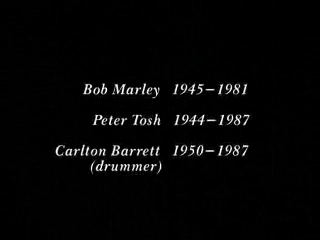 Bob Marley 1945–1981
Peter Tosh 1944–1987
Carlton Barrett 1950–1987
(drummer)